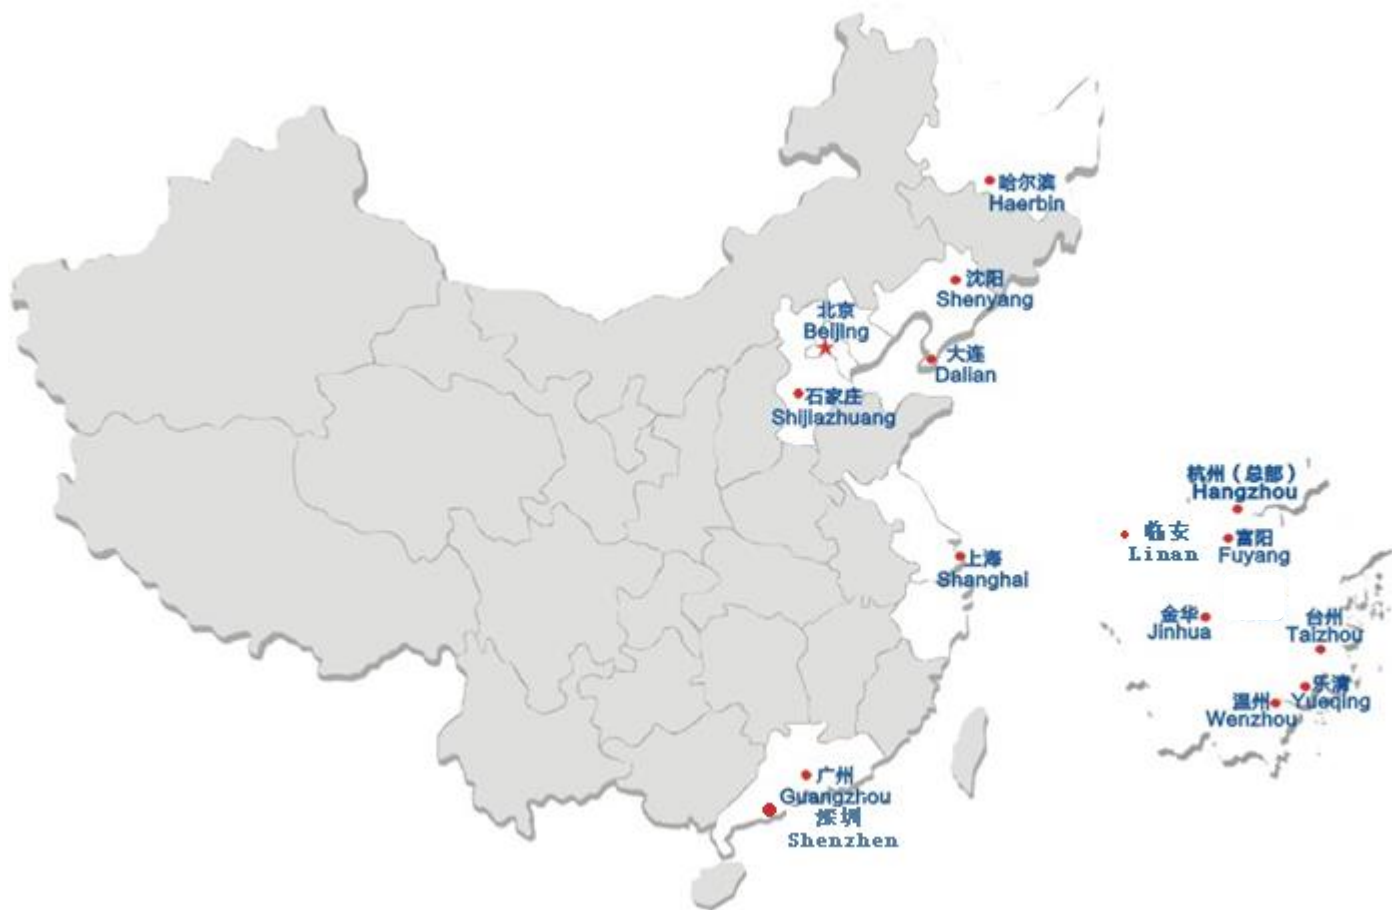 哈尔滨
Haerbin
沈阳
Shenyang
北京
Beijing
大连
Dalian
石家庄
Shijiazhuang
上海
Shanghai
广州
Guangzhou
深圳
Shenzhen
杭州（总部）
Hangzhou
临安
Linan
富阳
Fuyang
金华
Jinhua
台州
Taizhou
乐清
Yueqing
温州
Wenzhou